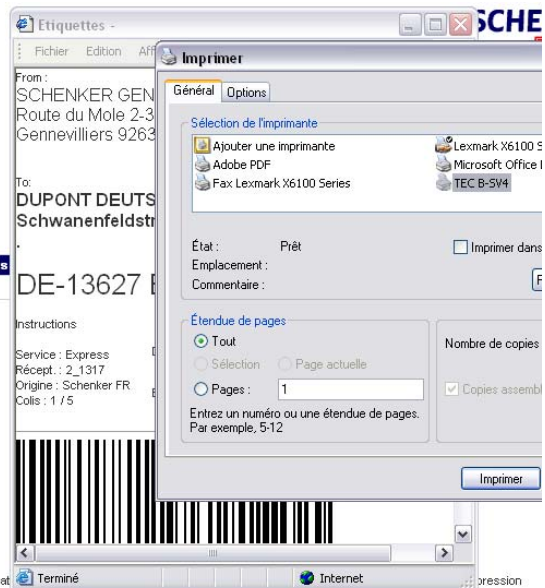 Etiquettes -
SCHE
Fichier Edition Aff
From :
SCHENKER GEN
Route du Mole 2-3
Gennevilliers 9263
To:
DUPONT DEUTS
Schwanenfeldstr
.
DE-13627
Instructions
Service : Express
Récept. : 2_1317
Origine : Schenker FR
Colis : 1 / 5
Imprimer
Général Options
Sélection de l'imprimante
Ajouter une imprimante
Adobe PDF
Fax Lexmark X6100 Series
Lexmark X6100 S
Microsoft Office
TEC B-SV4
État : Prêt
Emplacement :
Commentaire :
Imprimer dans
Étendue de pages
Tout
Sélection Page actuelle
Pages : 1
Entrez un numéro ou une étendue de pages.
Par exemple, 5-12
Nombre de copies
Copies assembl
Imprimer
Terminé
Internet
pression